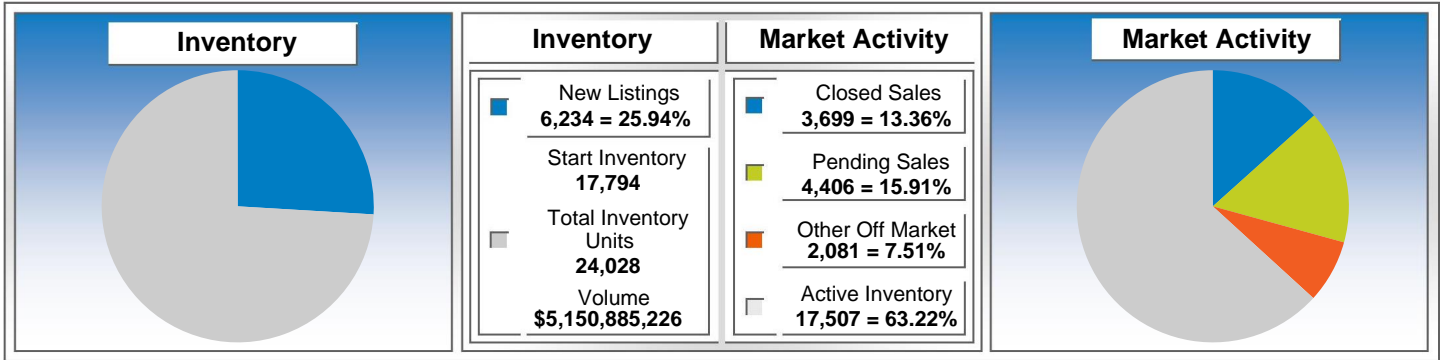 Inventory
Inventory
New Listings
6,234 = 25.94%
Start Inventory
17,794
Total Inventory
Units
24,028
Volume
$5,150,885,226
Market Activity
Closed Sales
3,699 = 13.36%
Pending Sales
4,406 = 15.91%
Other Off Market
2,081 = 7.51%
Active Inventory
17,507 = 63.22%
Market Activity